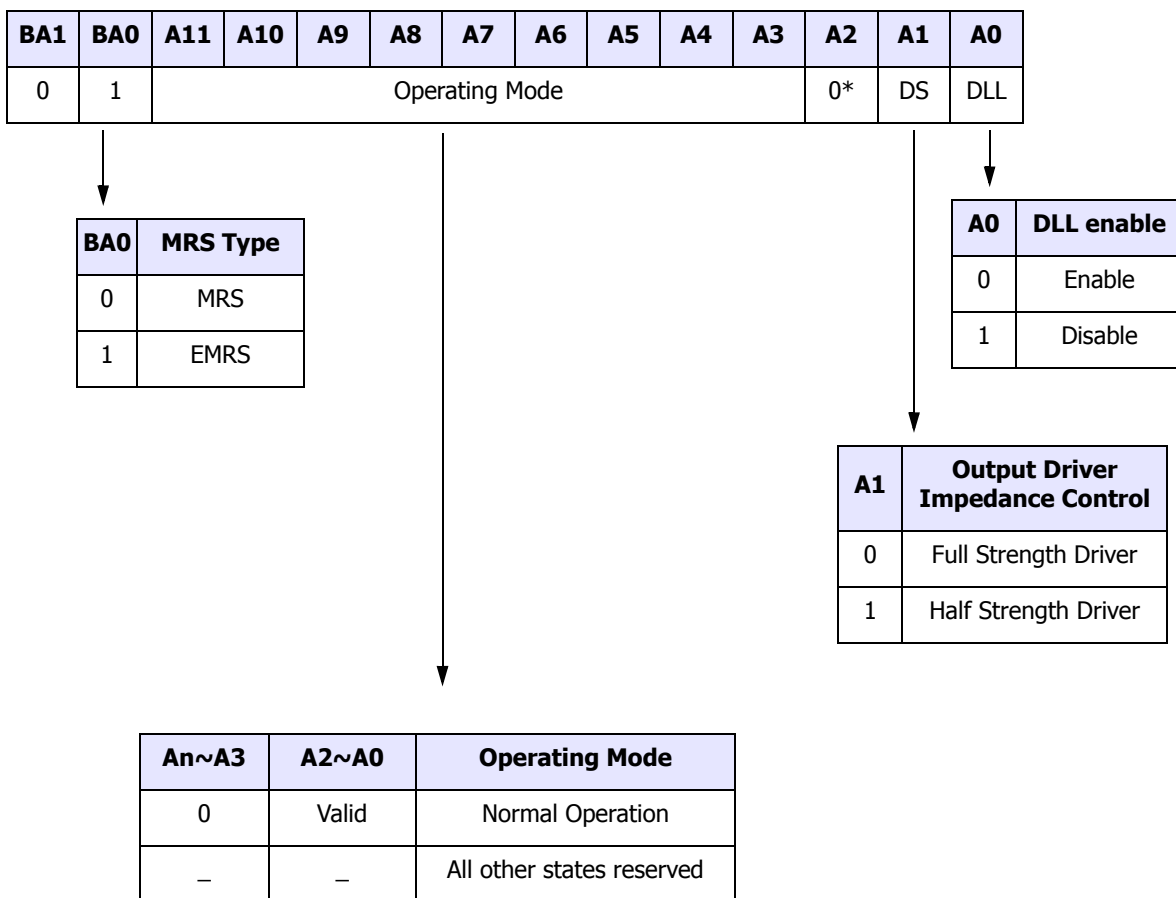 BA1 BA0 A11 A10 A9 A8 A7 A6 A5 A4 A3 A2 A1 A0
0 1 Operating Mode 0* DS DLL
BA0 MRS Type
0 MRS
1 EMRS
A0 DLL enable
0 Enable
1 Disable
A1 Output Driver
Impedance Control
0 Full Strength Driver
1 Half Strength Driver
An~A3 A2~A0 Operating Mode
0 Valid Normal Operation
_ _ All other states reserved